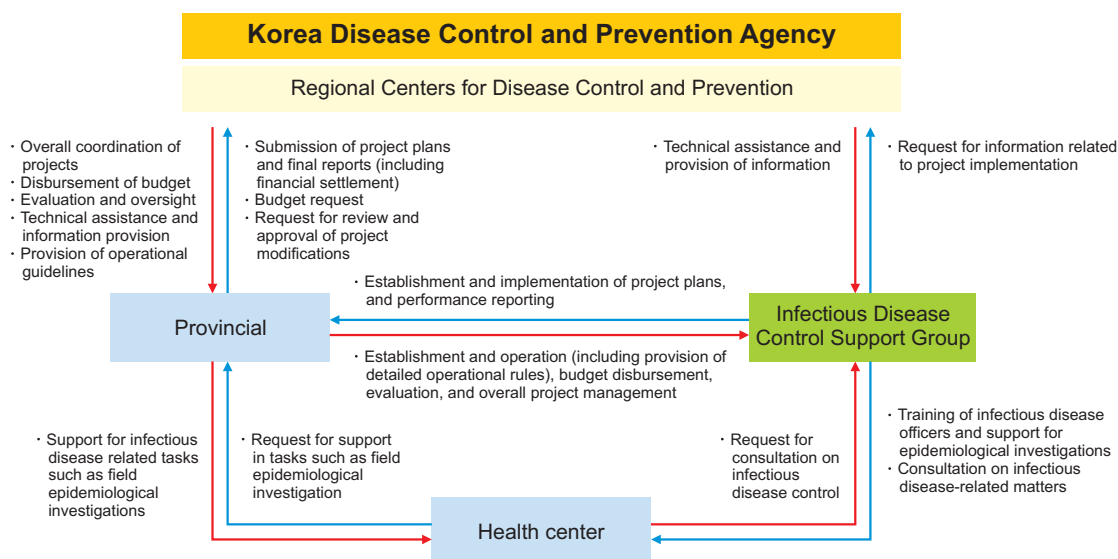 Korea Disease Control and Prevention Agency
Regional Centers for Disease Control and Prevention
· Overall coordination of
projects
· Disbursement of budget
· Evaluation and oversight
· Technical assistance and
information provision
· Provision of operational
guidelines
· Submission of project plans
and final reports (including
financial settlement)
· Budget request
· Request for review and
approval of project
modifications
· Technical assistance and
provision of information
· Request for information related
to project implementation
· Establishment and implementation of project plans,
and performance reporting
Provincial
Infectious Disease
Control Support Group
· Establishment and operation (including provision of
detailed operational rules), budget disbursement,
evaluation, and overall project management
· Support for infectious
disease related tasks
such as field
epidemiological
investigations
· Request for support
in tasks such as field
epidemiological
investigation
· Request for
consultation on
infectious
disease control
· Training of infectious disease
officers and support for
epidemiological investigations
· Consultation on infectious
disease-related matters
Health center